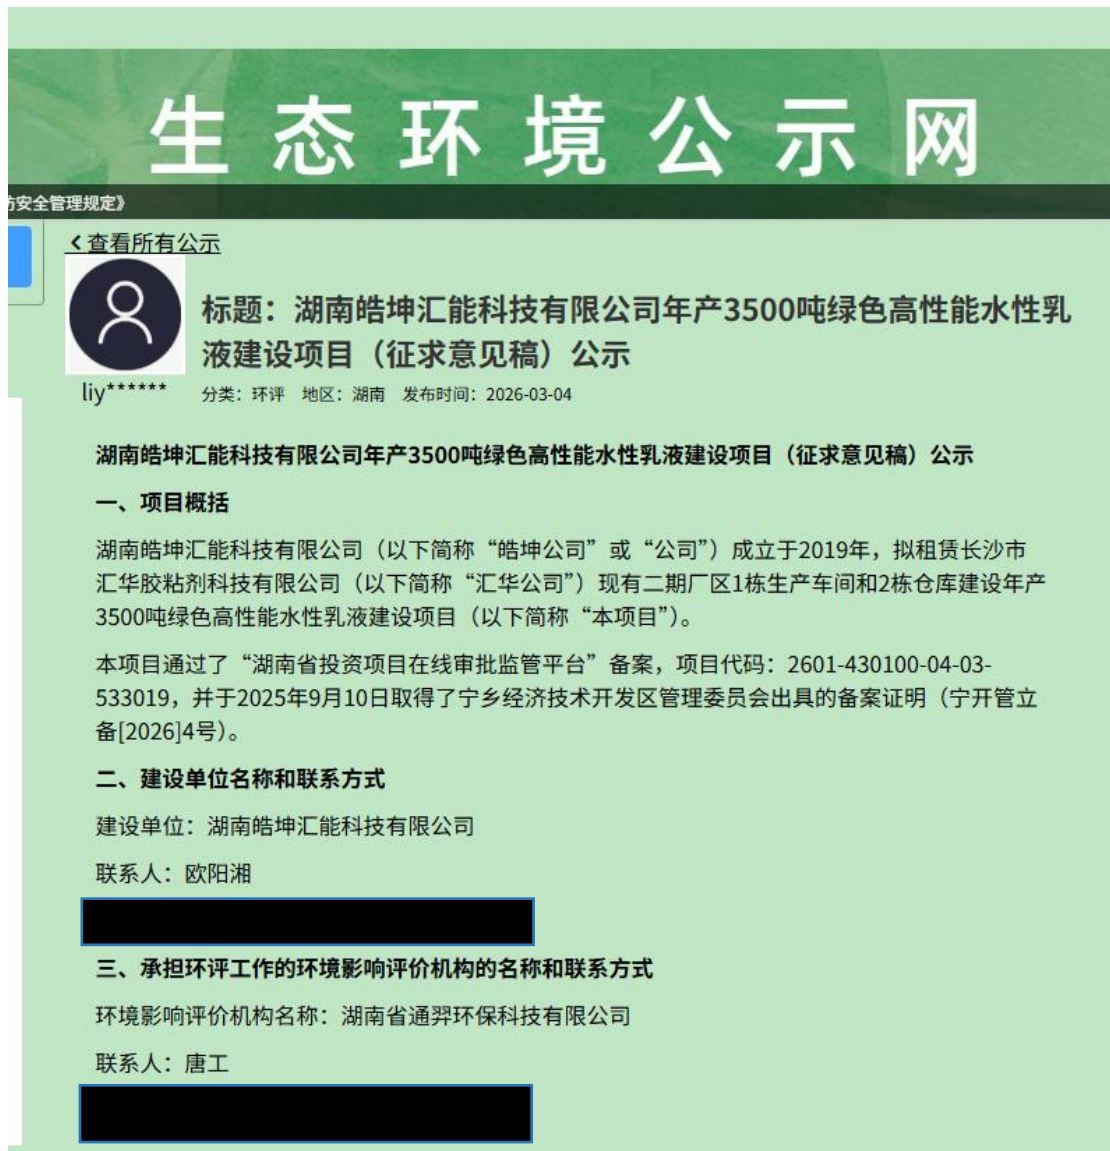 生态环境公示网
安全管理规定》
查看所有公示
标题：湖南皓坤汇能科技有限公司年产3500吨绿色高性能水性乳
液建设项目（征求意见稿）公示
liy******
分类：环评 地区：湖南 发布时间：2026-03-04
湖南皓坤汇能科技有限公司年产3500吨绿色高性能水性乳液建设项目（征求意见稿）公示
一、项目概括
湖南皓坤汇能科技有限公司（以下简称“皓坤公司”或“公司”）成立于2019年，拟租赁长沙市
汇华胶粘剂科技有限公司（以下简称“汇华公司”）现有二期厂区1栋生产车间和2栋仓库建设年产
3500吨绿色高性能水性乳液建设项目（以下简称“本项目”）。
本项目通过了“湖南省投资项目在线审批监管平台”备案，项目代码：2601-430100-04-03-
533019，并于2025年9月10日取得了宁乡经济技术开发区管理委员会出具的备案证明（宁开管立
备[2026]4号）。
二、建设单位名称和联系方式
建设单位：湖南皓坤汇能科技有限公司
联系人：欧阳湘
三、承担环评工作的环境影响评价机构的名称和联系方式
环境影响评价机构名称：湖南省通羿环保科技有限公司
联系人：唐工